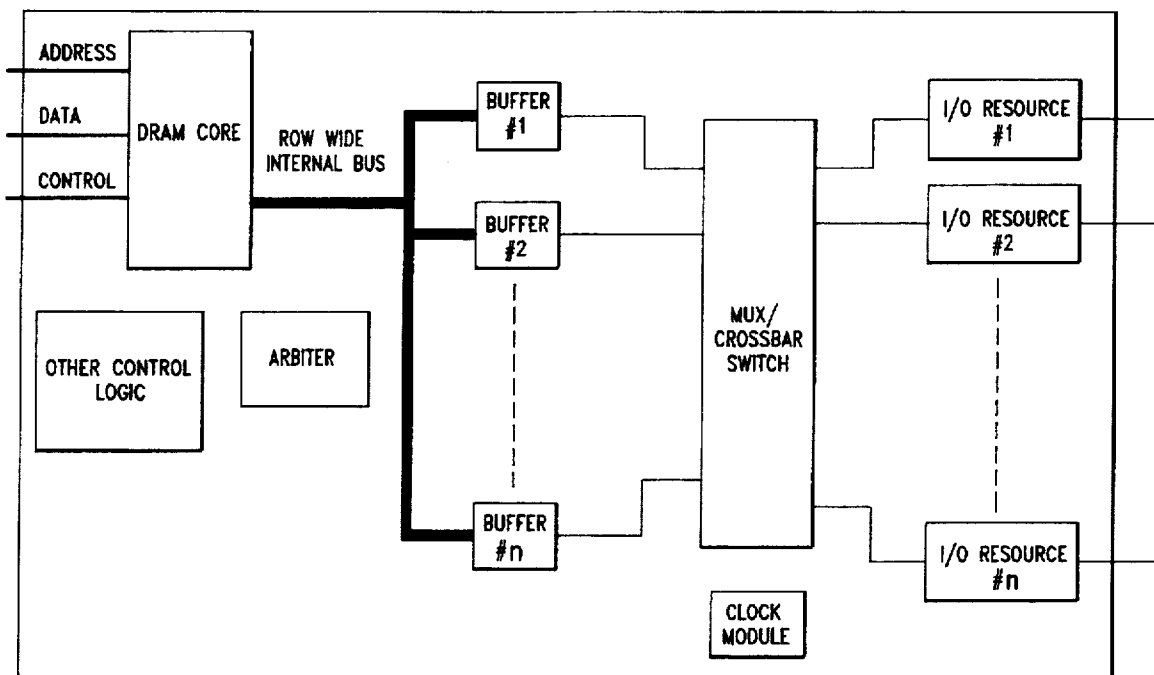 ADDRESS
DATA
CONTROL
DRAM CORE
ROW WIDE
INTERNAL BUS
BUFFER
#1
BUFFER
#2
BUFFER
#n
MUX/
CROSSBAR
SWITCH
I/O RESOURCE
#1
I/O RESOURCE
#2
I/O RESOURCE
#n
OTHER CONTROL
LOGIC
ARBITER
CLOCK
MODULE